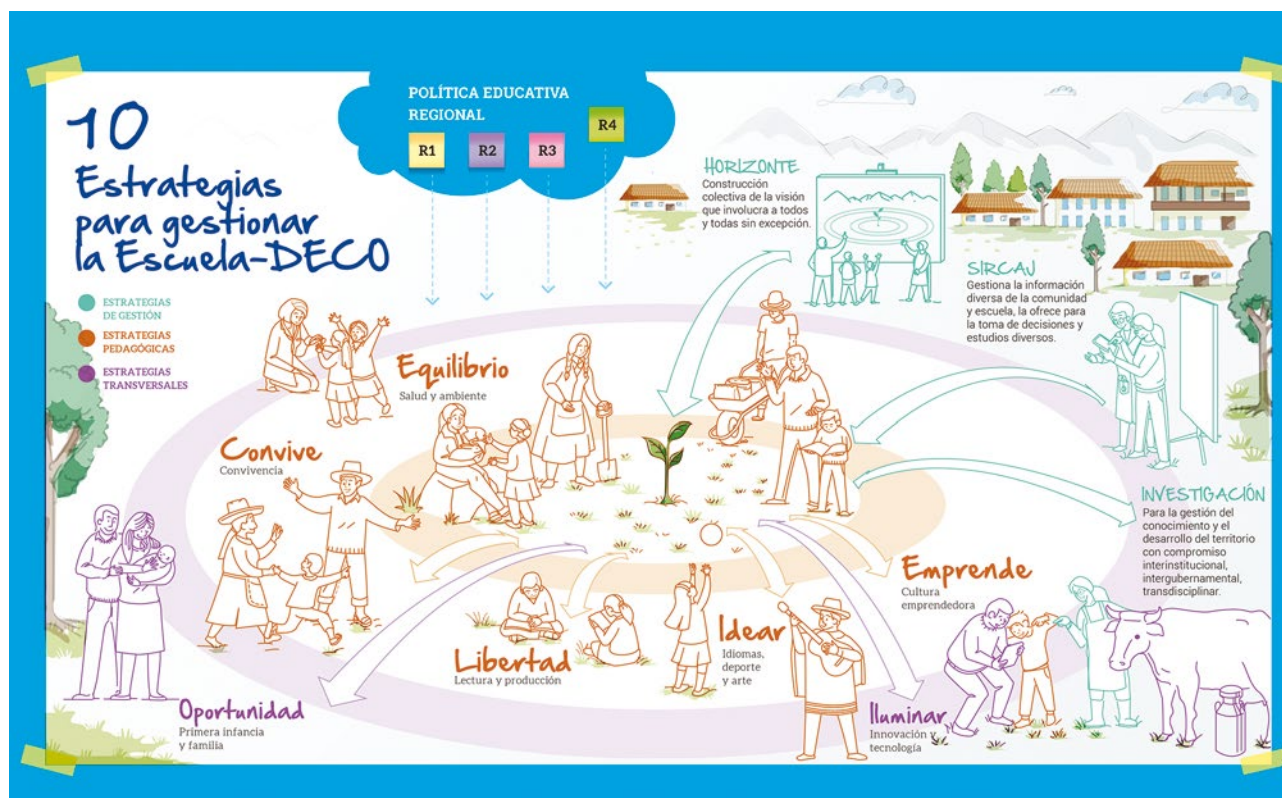 10
Estrategias
para gestionar
la Escuela-DECO
ESTRATEGIAS
DE GESTIÓN
ESTRATEGIAS
PEDAGÓGICAS
ESTRATEGIAS
TRANSVERSALES
POLÍTICA EDUCATIVA
REGIONAL
R1
R2
R3
R4
HORIZONTE
Construcción
colectiva de la visión
que involucra a todos
y todas sin excepción.
SIRCAJ
Gestiona la información
diversa de la comunidad
y escuela, la ofrece para
la toma de decisiones y
estudios diversos.
INVESTIGACIÓN
Para la gestión del
conocimiento y el
desarrollo del territorio
con compromiso
interinstitucional,
intergubernamental,
transdisciplinar.
Equilibrio
Salud y ambiente
Convive
Convivencia
Oportunidad
Primera infancia
y familia
Libertad
Lectura y producción
Idear
Idiomas,
deporte
y arte
Emprende
Cultura
emprendedora
Iluminar
Innovación y
tecnología